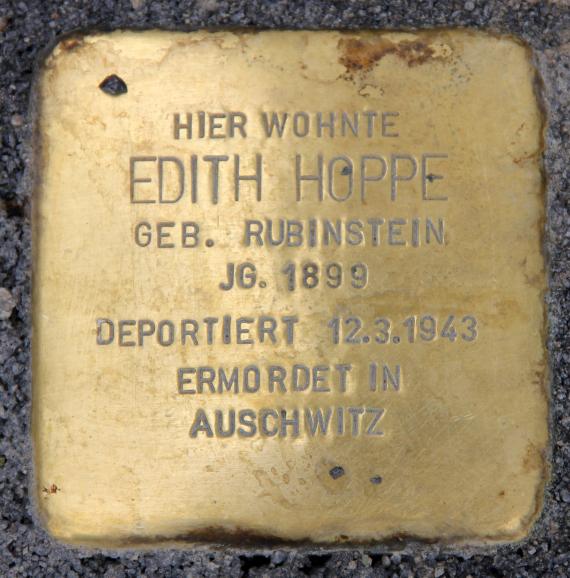 HIER WOHNTE
EDITH HOPPE
GEB. RUBINSTEIN
JG. 1899
DEPORTIERT 12.3.1943
ERMORDET IN
AUSCHWITZ